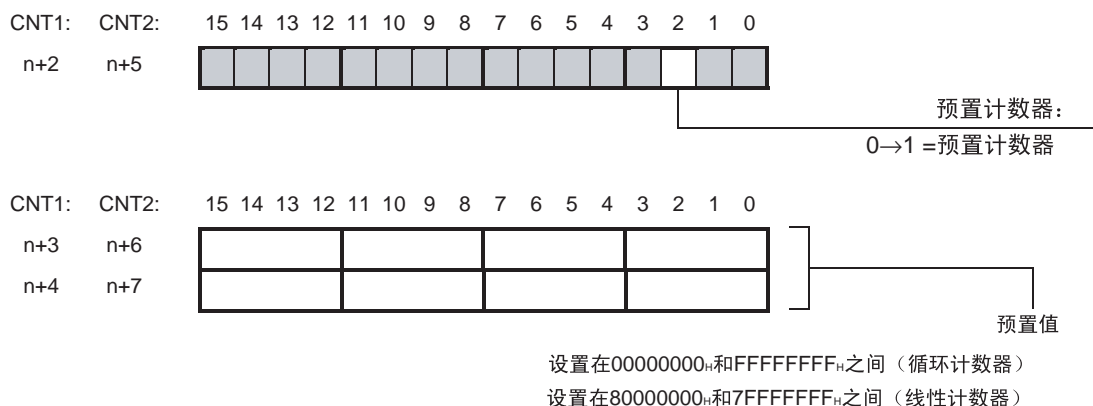 CNT1: CNT2: 15 14 13 12 11 10 9 8 7 6 5 4 3 2 1 0
n+2 n+5
预置计数器：
0→1 =预置计数器
CNT1: CNT2: 15 14 13 12 11 10 9 8 7 6 5 4 3 2 1 0
n+3 n+6
n+4 n+7
预置值
设置在00000000H和FFFFFFFFH之间（循环计数器）
设置在80000000H和7FFFFFFFH之间（线性计数器）